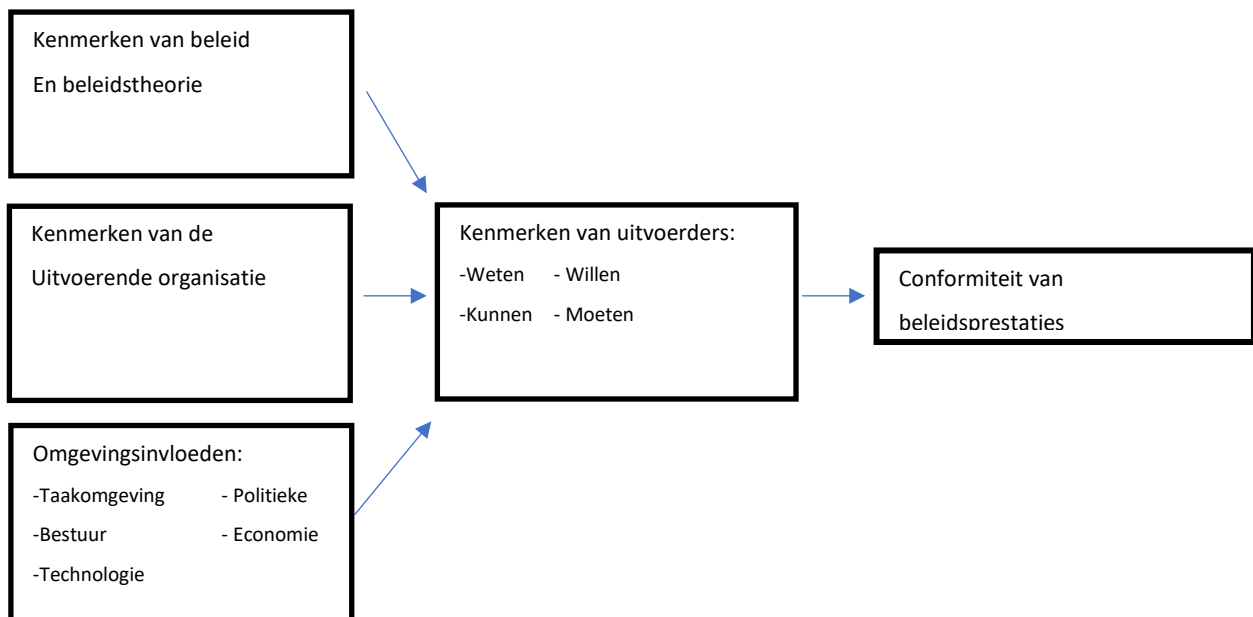 Kenmerken van beleid
En beleidstheorie
Kenmerken van de
Uitvoerende organisatie
Omgevingsinvloeden:
-Taakomgeving - Politieke
-Bestuur - Economie
-Technologie
Kenmerken van uitvoerders:
-Weten - Willen
-Kunnen - Moeten
Conformiteit van
beleidsprestaties